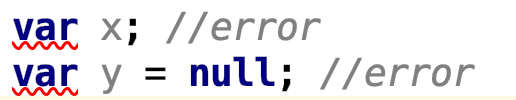 var x; //error
var y = null; //error